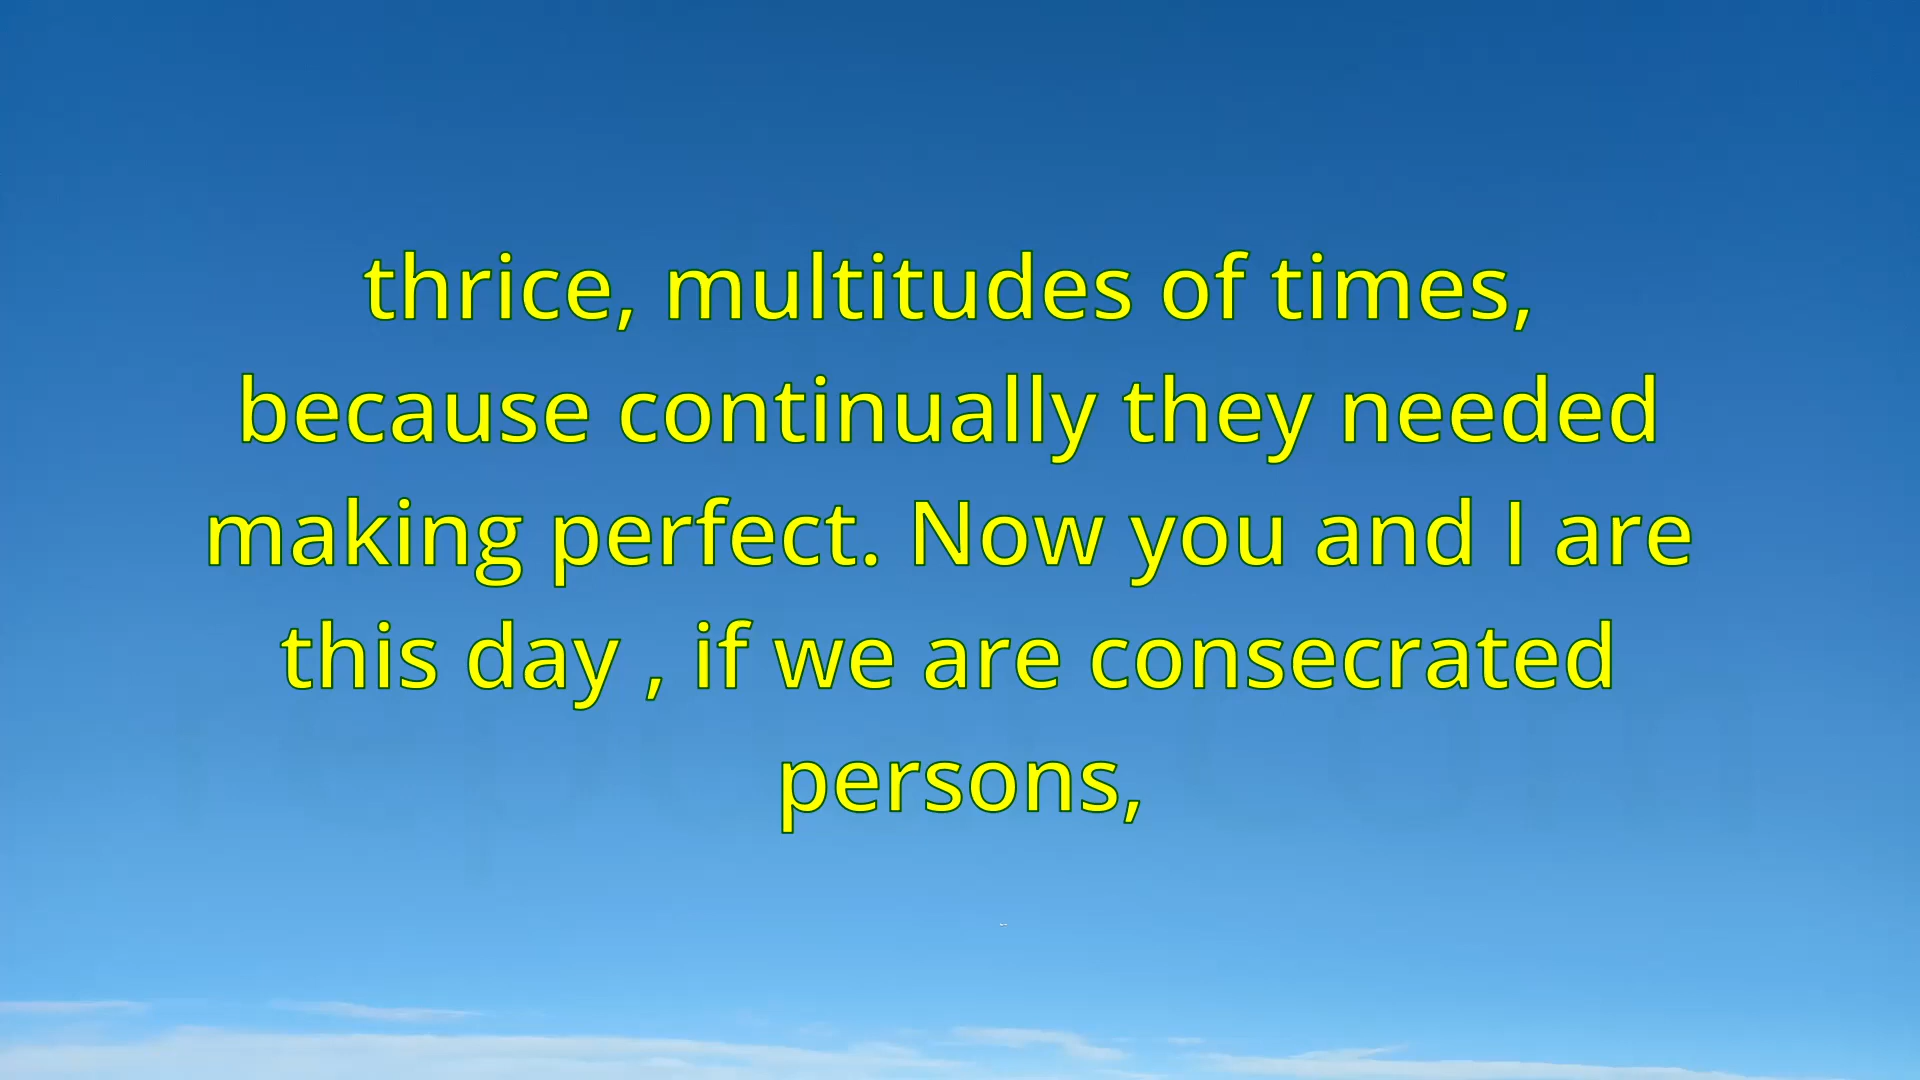 thrice, multitudes of times,
because continually they needed
making perfect. Now you and I are
this day , if we are consecrated
persons,